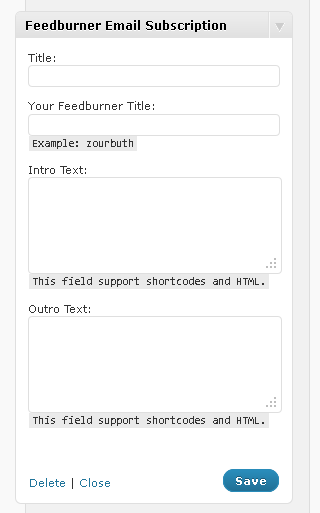 Feedburner Email Subscription
Title:
Your Feedburner Title:
Example: zourbuth
Intro Text:
This field support shortcodes and HTML.
Outro Text:
This field support shortcodes and HTML.
Delete | Close Save